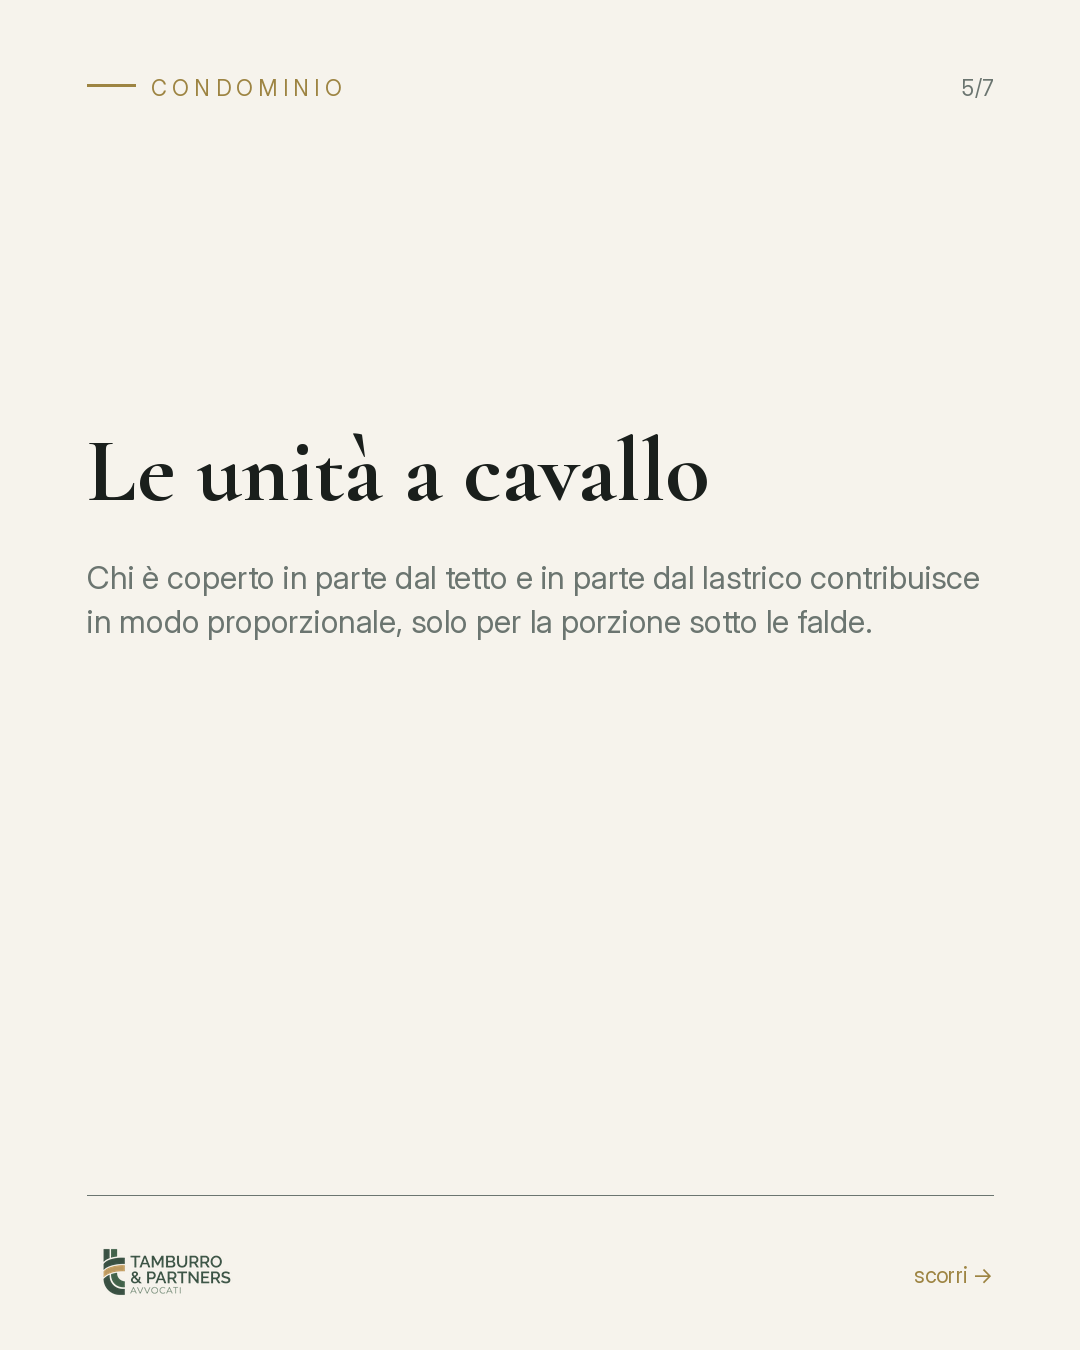 CONDOMINIO
5/7
Le unità a cavallo
Chi è coperto in parte dal tetto e in parte dal lastrico contribuisce
in modo proporzionale, solo per la porzione sotto le falde.
TAMBURRO
& PARTNERS
AVVOCATI
scorri →